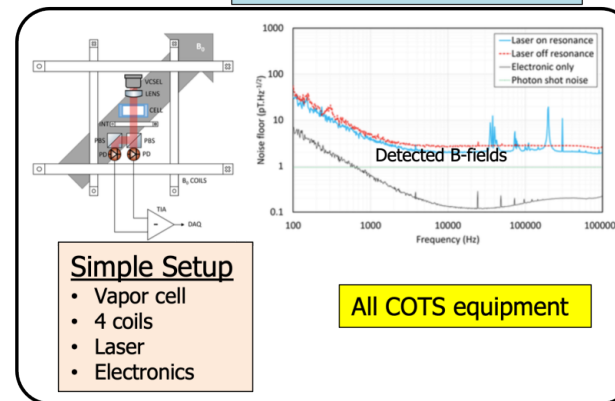 B₀
VCSEL
LENS
CELL
INT
PBS
PBS
PD
PD
B₀ COILS
TIA
-
DAQ
Noise floor (pT.Hz⁻¹/²)
100
10
1
0.1
Laser on resonance
Laser off resonance
Electronic only
Photon shot noise
Detected B-fields
100
1000
10000
100000
100000
Frequency (Hz)
Simple Setup
• Vapor cell
• 4 coils
• Laser
• Electronics
All COTS equipment